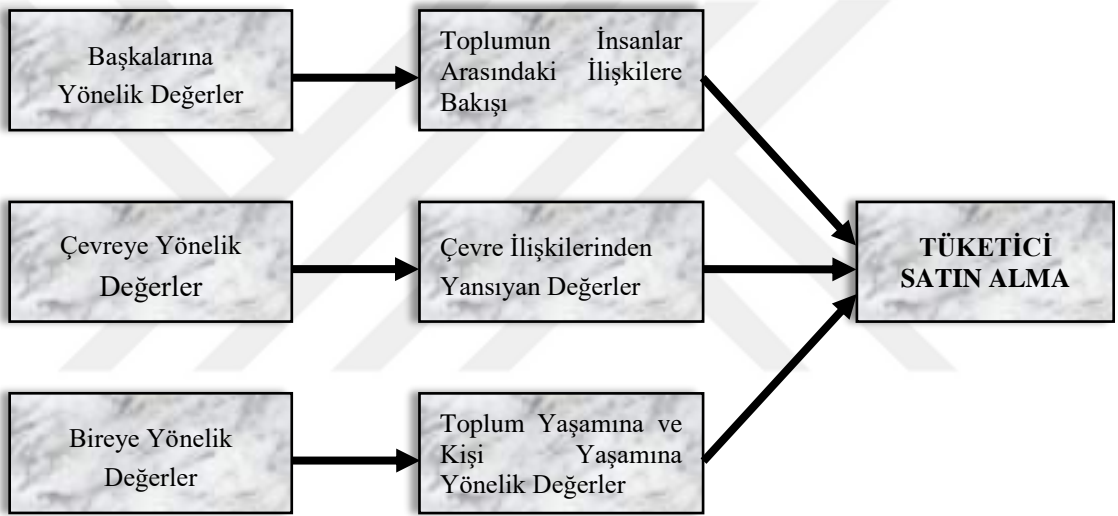 Başkalarına
Yönelik Değerler
Toplumun İnsanlar
Arasındaki İlişkilere
Bakışı
Çevreye Yönelik
Değerler
Çevre İlişkilerinden
Yansıyan Değerler
TÜKETİCİ
SATIN ALMA
Bireye Yönelik
Değerler
Toplum Yaşamına ve
Kişi Yaşamına
Yönelik Değerler